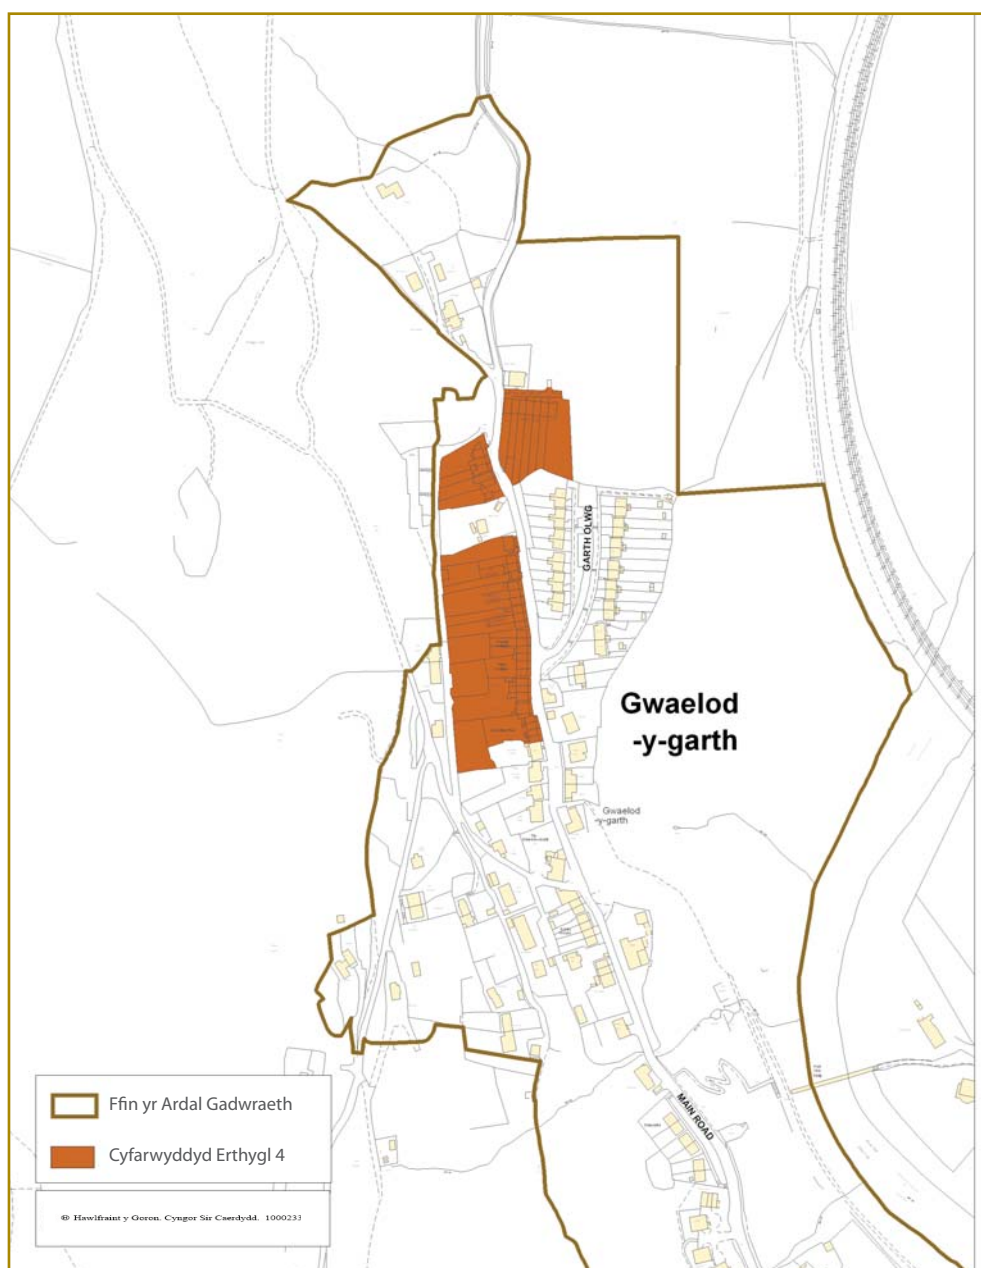 GARTH OLWG
Gwaelod
-y-garth
Gwaelod
-y-garth
MAIN ROAD
Ffin yr Ardal Gadwraeth
Cyfarwyddyd Erthygl 4
® Hawlfraint y Goron. Cyngor Sir Caerdydd. 1000233